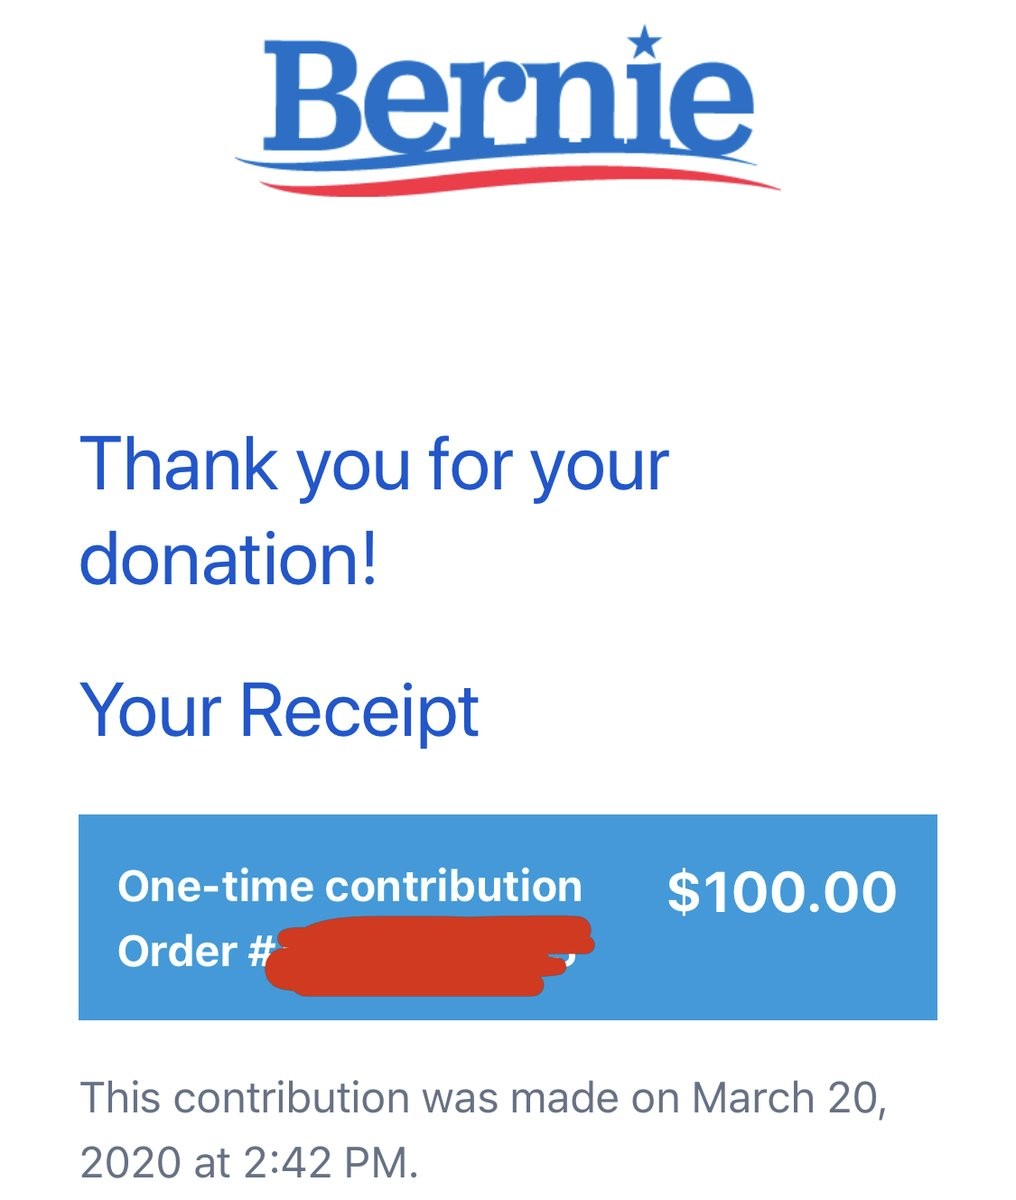 Bernie
Thank you for your
donation!
Your Receipt
One-time contribution
$100.00
Order #
This contribution was made on March 20,
2020 at 2:42 PM.